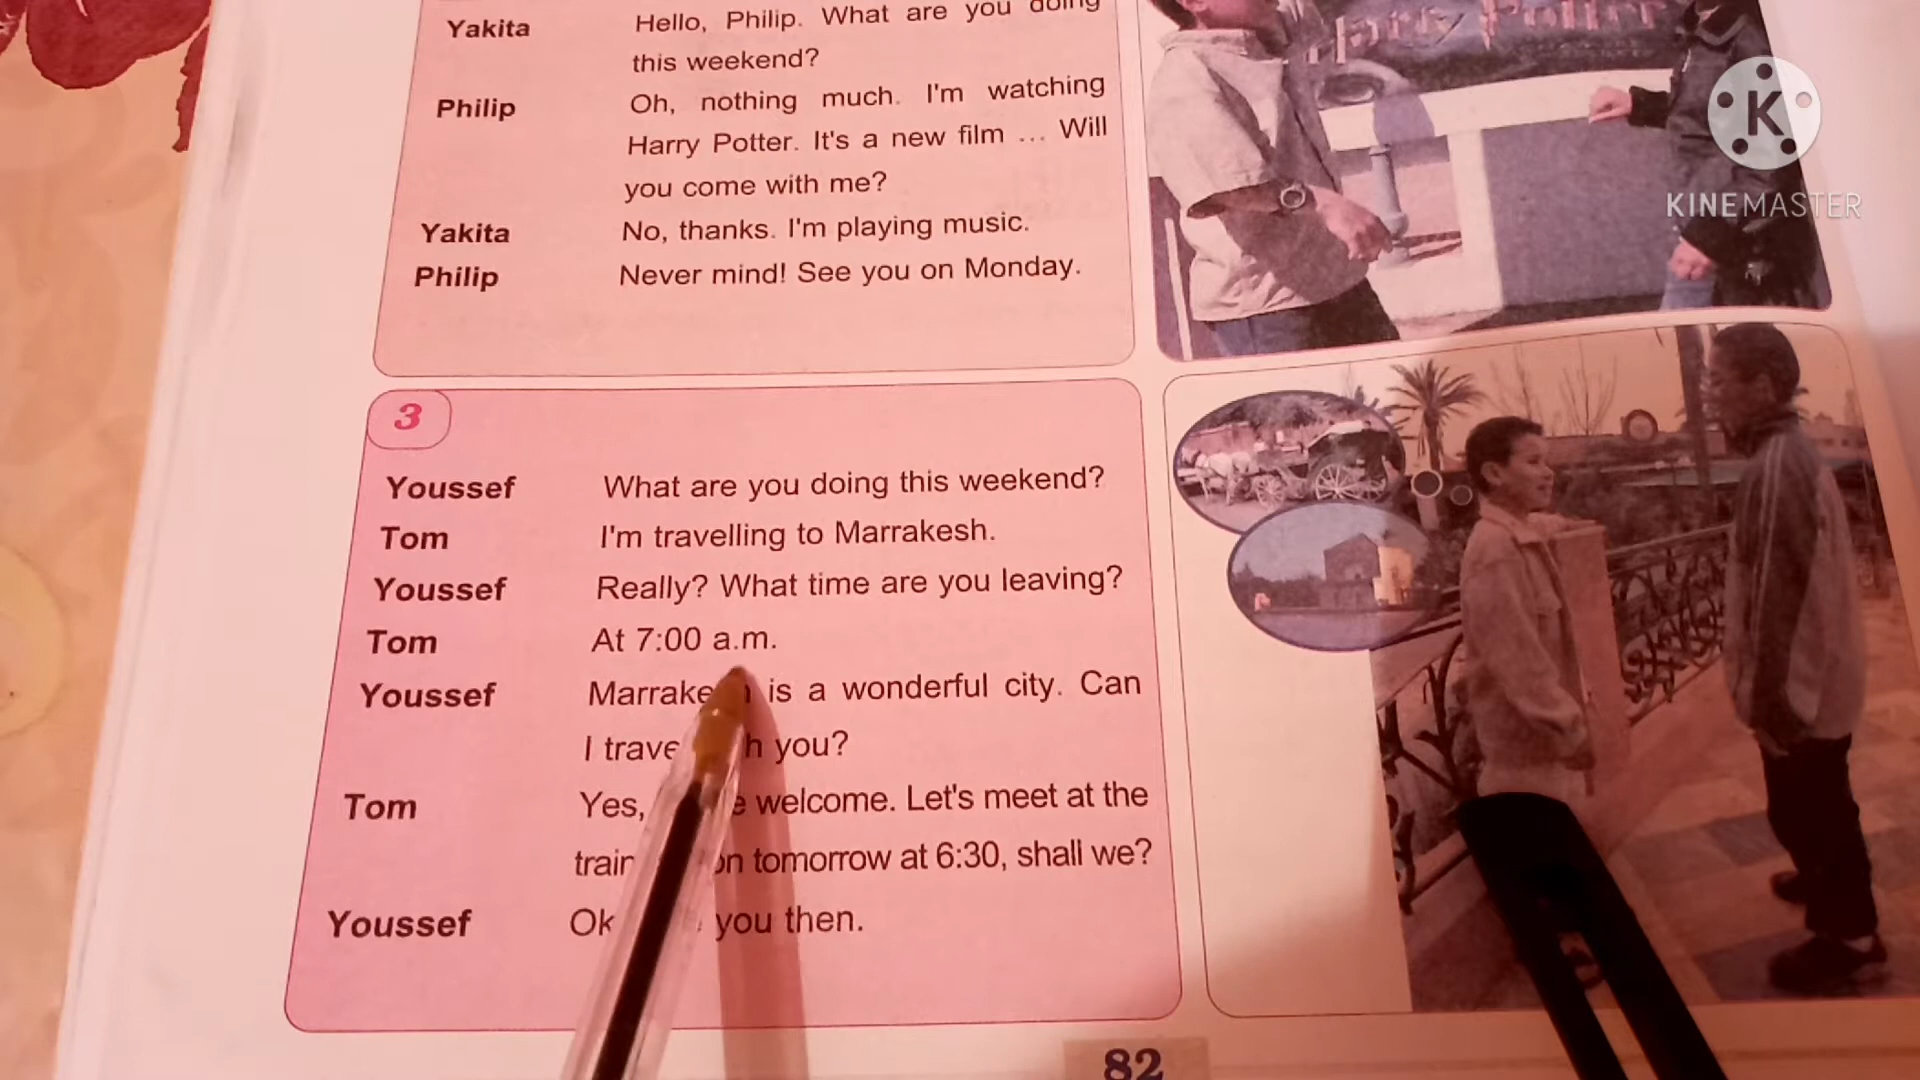 Yakita Hello, Philip. What are you doing
this weekend?
Philip Oh, nothing much. I'm watching
Harry Potter. It's a new film ... Will
you come with me?
Yakita No, thanks. I'm playing music.
Philip Never mind! See you on Monday.
Harry Potter
K
KINEMASTER
3
Youssef What are you doing this weekend?
Tom I'm travelling to Marrakesh.
Youssef Really? What time are you leaving?
Tom At 7:00 a.m.
Youssef is a wonderful city. Can
I you?
Tom Yes, welcome. Let's meet at the
tomorrow at 6:30, shall we?
Youssef you then.
82